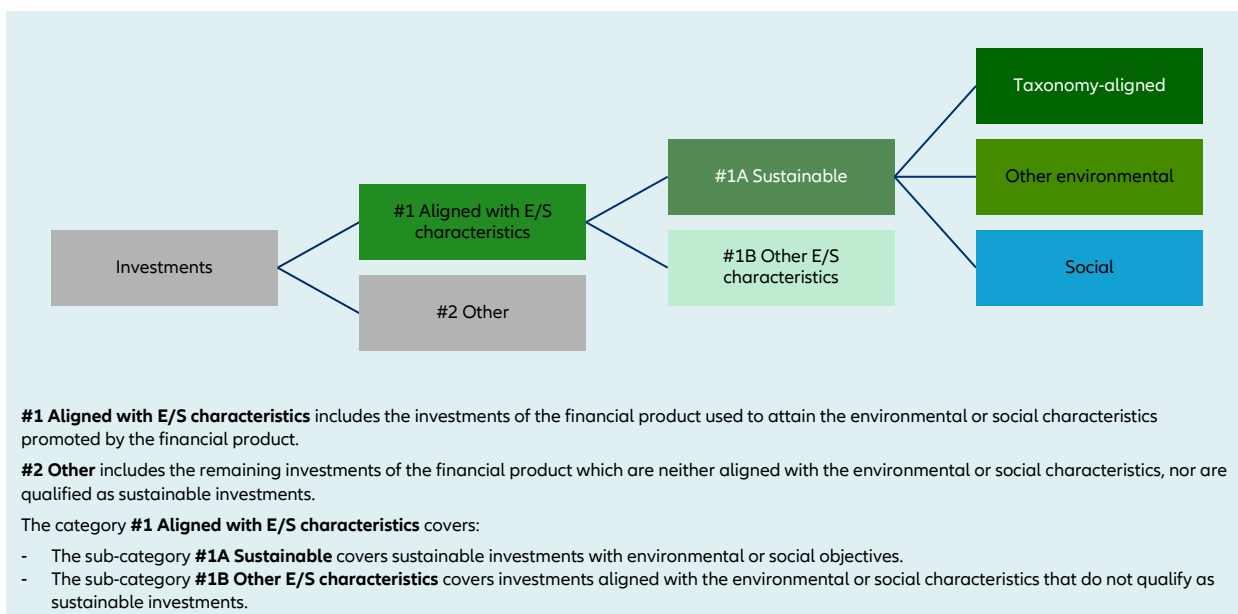 Taxonomy-aligned
#1A Sustainable
Other environmental
#1 Aligned with E/S
characteristics
Investments
#1B Other E/S
characteristics
Social
#2 Other
#1 Aligned with E/S characteristics includes the investments of the financial product used to attain the environmental or social characteristics
promoted by the financial product.
#2 Other includes the remaining investments of the financial product which are neither aligned with the environmental or social characteristics, nor are
qualified as sustainable investments.
The category #1 Aligned with E/S characteristics covers:
- The sub-category #1A Sustainable covers sustainable investments with environmental or social objectives.
- The sub-category #1B Other E/S characteristics covers investments aligned with the environmental or social characteristics that do not qualify as
sustainable investments.